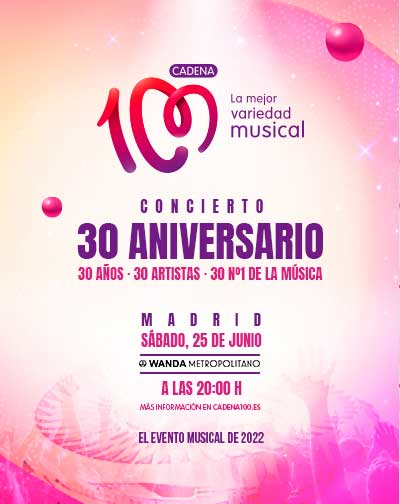 CADENA
100
La mejor
variedad
musical
CONCIERTO
30 ANIVERSARIO
30 AÑOS · 30 ARTISTAS · 30 Nº1 DE LA MÚSICA
MADRID
SÁBADO, 25 DE JUNIO
WANDA METROPOLITANO
A LAS 20:00 H
MÁS INFORMACIÓN EN CADENA100.ES
EL EVENTO MUSICAL DE 2022